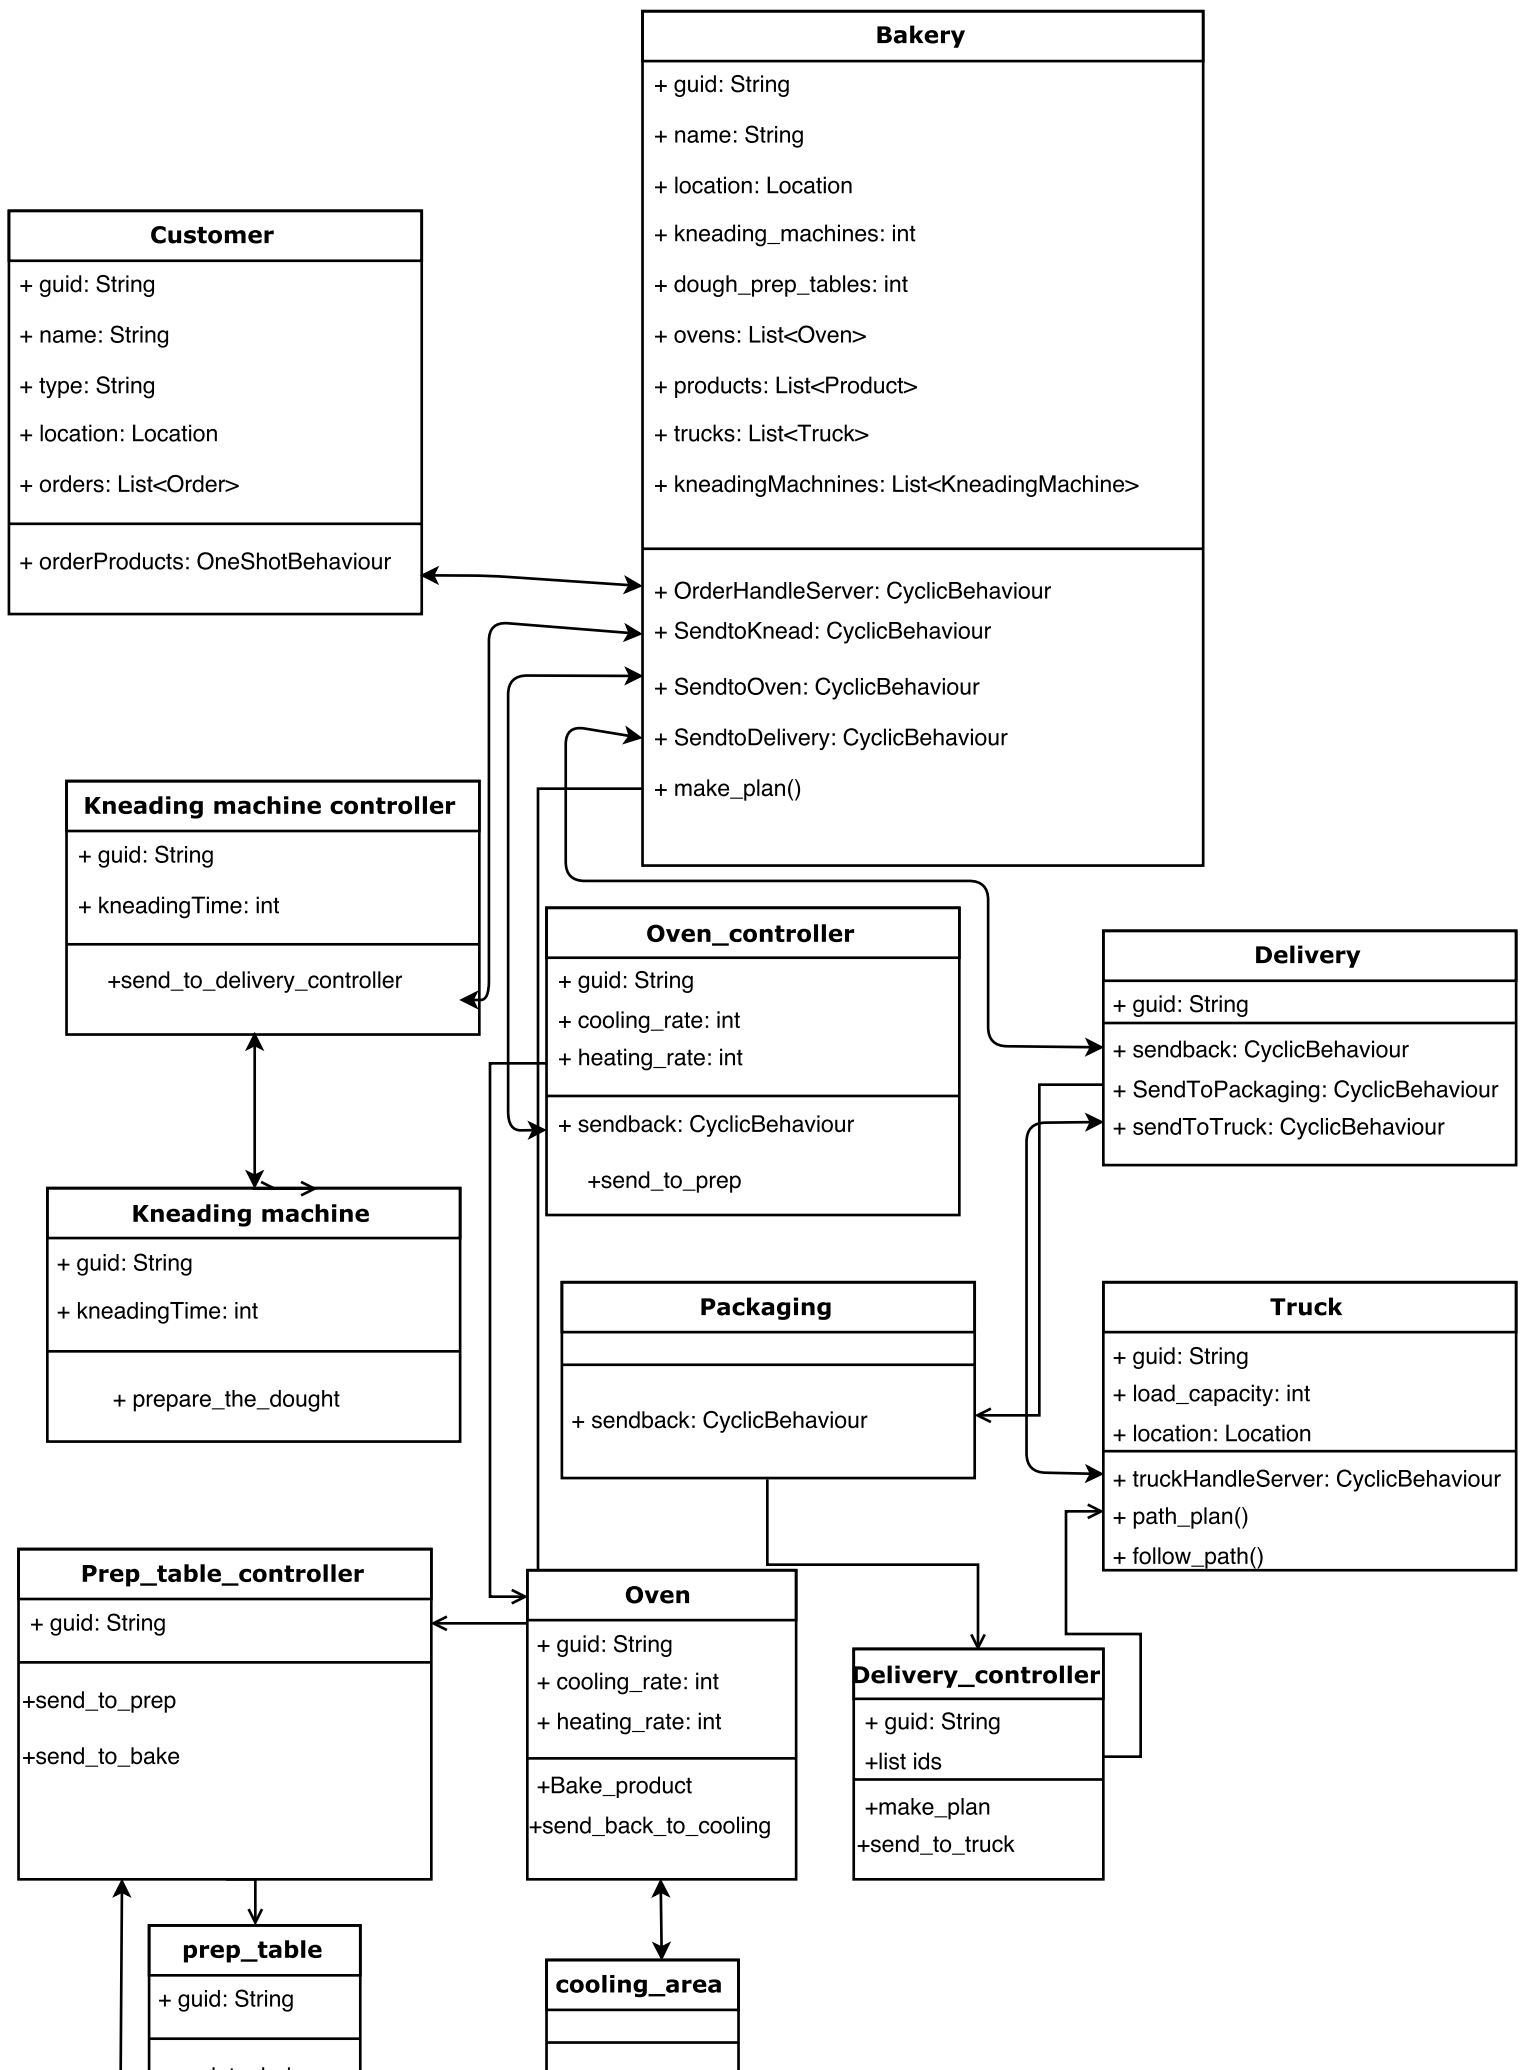 Bakery
+ guid: String
+ name: String
+ location: Location
+ kneading_machines: int
+ dough_prep_tables: int
+ ovens: List<Oven>
+ products: List<Product>
+ trucks: List<Truck>
+ kneadingMachnines: List<KneadingMachine>
+ OrderHandleServer: CyclicBehaviour
+ SendtoKnead: CyclicBehaviour
+ SendtoOven: CyclicBehaviour
+ SendtoDelivery: CyclicBehaviour
+ make_plan()
Customer
+ guid: String
+ name: String
+ type: String
+ location: Location
+ orders: List<Order>
+ orderProducts: OneShotBehaviour
Kneading machine controller
+ guid: String
+ kneadingTime: int
+send_to_delivery_controller
Oven_controller
+ guid: String
+ cooling_rate: int
+ heating_rate: int
+ sendback: CyclicBehaviour
+send_to_prep
Delivery
+ guid: String
+ sendback: CyclicBehaviour
+ SendToPackaging: CyclicBehaviour
+ sendToTruck: CyclicBehaviour
Kneading machine
+ guid: String
+ kneadingTime: int
+ prepare_the_dought
Packaging
+ sendback: CyclicBehaviour
Truck
+ guid: String
+ load_capacity: int
+ location: Location
+ truckHandleServer: CyclicBehaviour
+ path_plan()
+ follow_path()
Prep_table_controller
+ guid: String
+send_to_prep
+send_to_bake
Oven
+ guid: String
+ cooling_rate: int
+ heating_rate: int
+Bake_product
+send_back_to_cooling
Delivery_controller
+ guid: String
+list ids
+make_plan
+send_to_truck
prep_table
+ guid: String
cooling_area